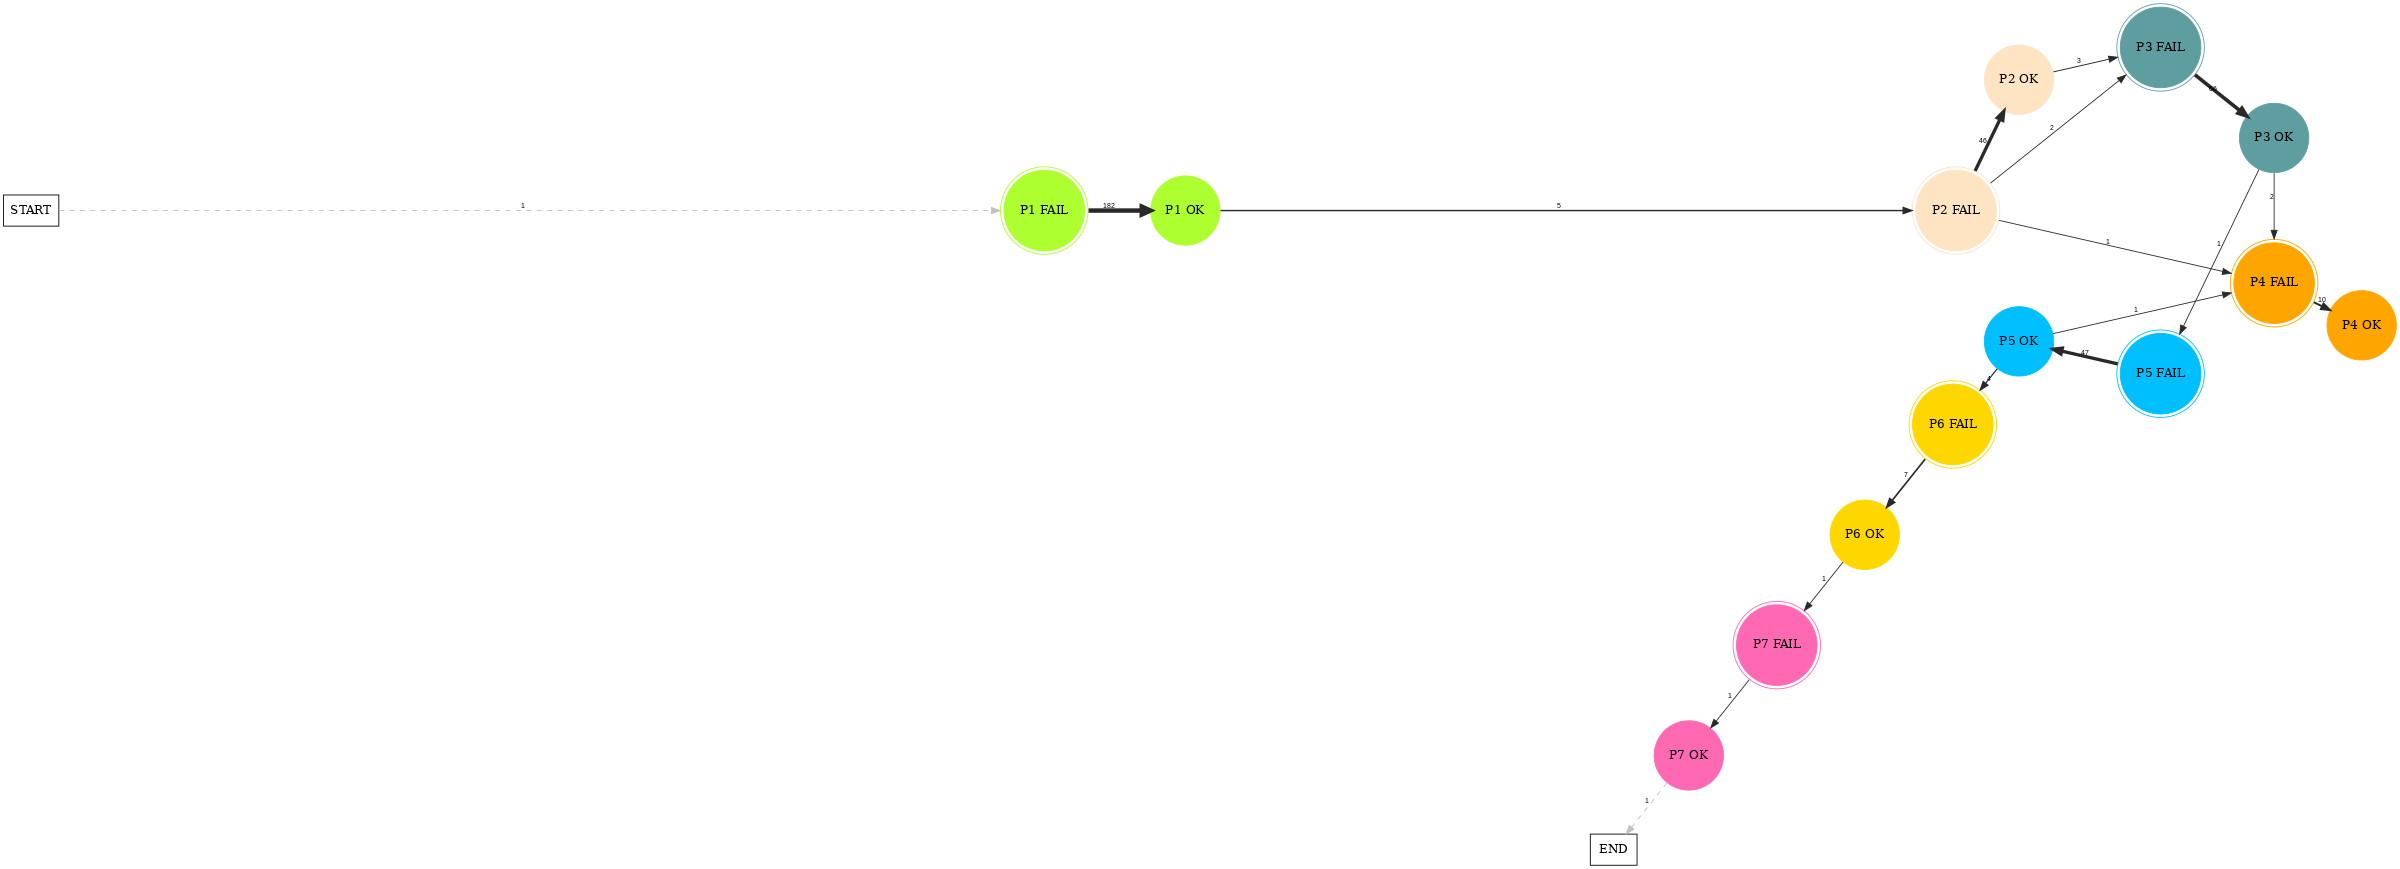 P3 FAIL
P2 OK
3
46
2
P3 OK
START
1
P1 FAIL
182
P1 OK
5
P2 FAIL
2
1
1
P4 FAIL
10
P4 OK
1
P5 OK
47
P5 FAIL
P6 FAIL
7
P6 OK
1
P7 FAIL
1
P7 OK
1
END